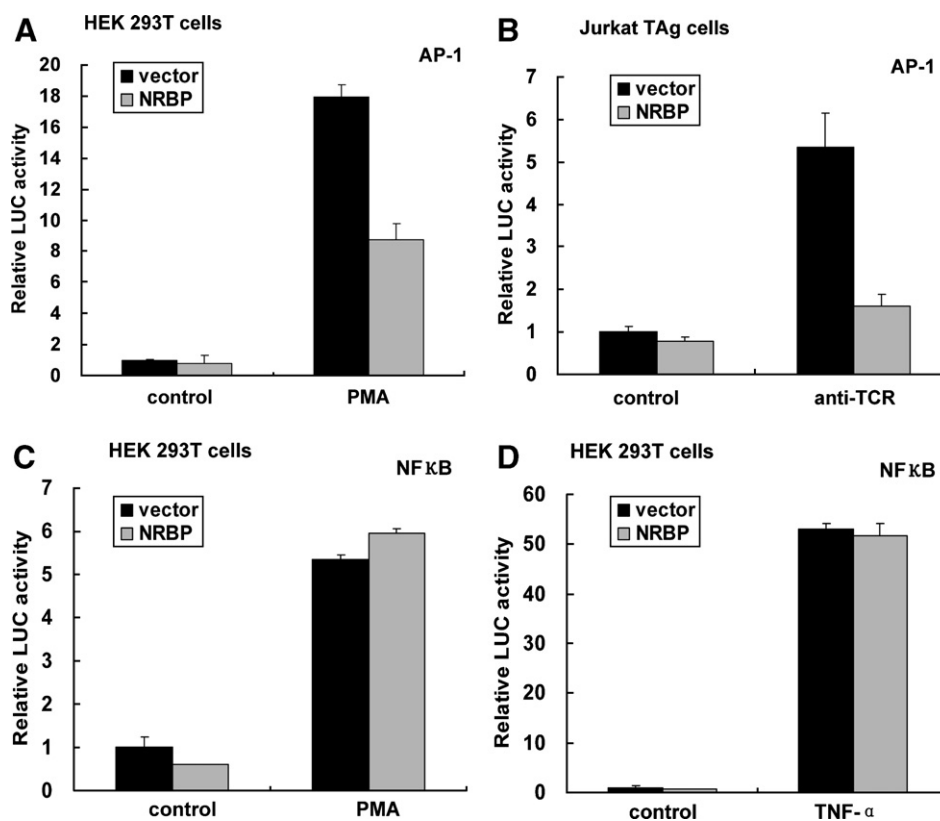 A
HEK 293T cells
AP-1
vector
NRBP
Relative LUC activity
20
18
16
14
12
10
8
6
4
2
0
control
PMA
B
Jurkat TAg cells
AP-1
vector
NRBP
Relative LUC activity
7
6
5
4
3
2
1
0
control
anti-TCR
C
HEK 293T cells
NFκB
vector
NRBP
Relative LUC activity
7
6
5
4
3
2
1
0
control
PMA
D
HEK 293T cells
NFκB
vector
NRBP
Relative LUC activity
60
50
40
30
20
10
0
control
TNF-α